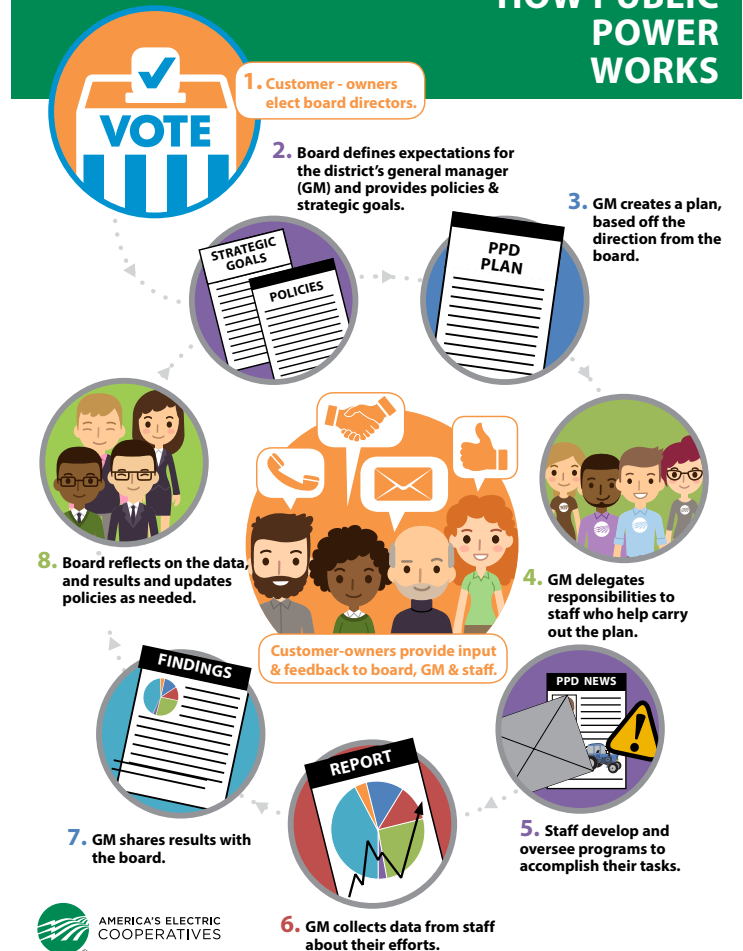 HOW PUBLIC
POWER
WORKS
VOTE
1. Customer - owners
elect board directors.
2. Board defines expectations for
the district's general manager
(GM) and provides policies &
strategic goals.
3. GM creates a plan,
based off the
direction from the
board.
STRATEGIC
GOALS
POLICIES
PPD
PLAN
8. Board reflects on the data,
and results and updates
policies as needed.
4. GM delegates
responsibilities to
staff who help carry
out the plan.
Customer-owners provide input
& feedback to board, GM & staff.
FINDINGS
PPD NEWS
REPORT
7. GM shares results with
the board.
5. Staff develop and
oversee programs to
accomplish their tasks.
6. GM collects data from staff
about their efforts.
AMERICA'S ELECTRIC
COOPERATIVES